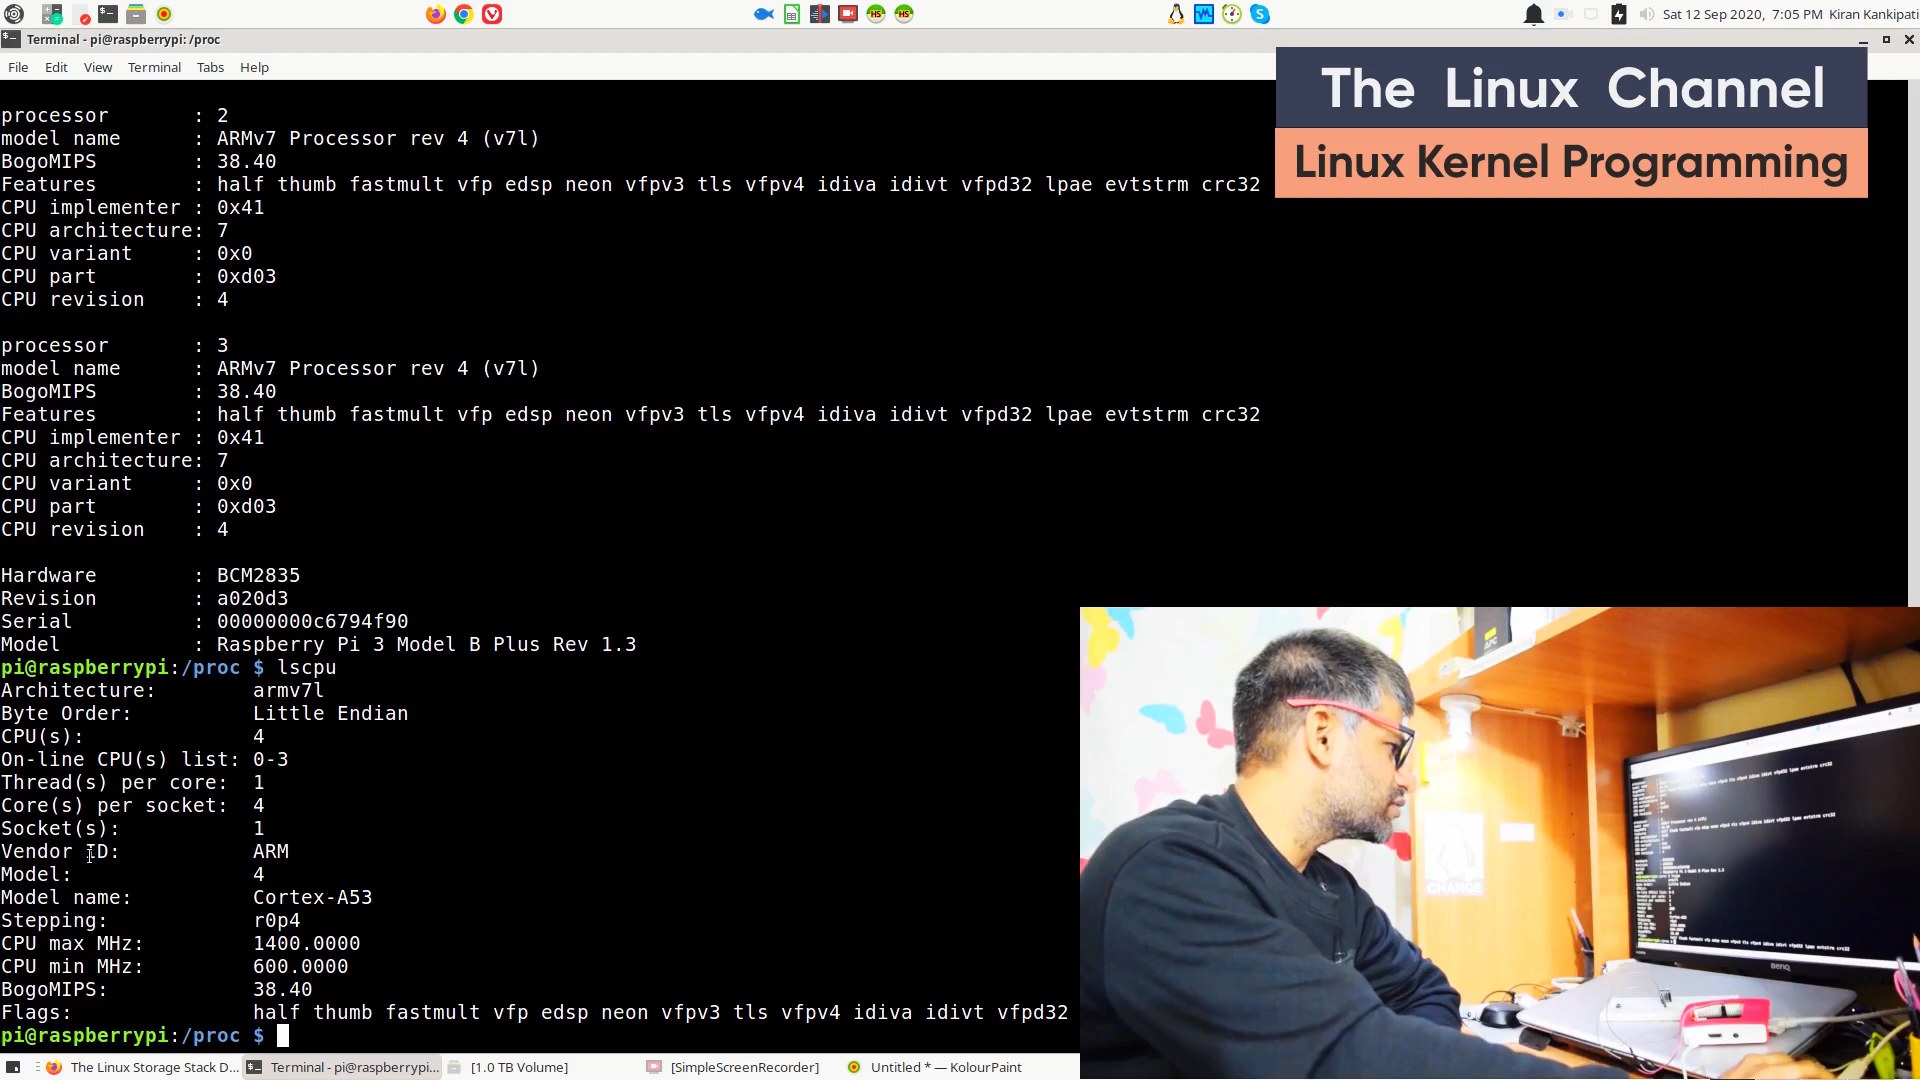 Sat 12 Sep 2020, 7:05 PM Kiran Kankipati
Terminal - pi@raspberrypi: /proc
File Edit View Terminal Tabs Help
The Linux Channel
Linux Kernel Programming
processor : 2
model name : ARMv7 Processor rev 4 (v7l)
BogoMIPS : 38.40
Features : half thumb fastmult vfp edsp neon vfpv3 tls vfpv4 idiva idivt vfpd32 lpae evtstrm crc32
CPU implementer : 0x41
CPU architecture: 7
CPU variant : 0x0
CPU part : 0xd03
CPU revision : 4
processor : 3
model name : ARMv7 Processor rev 4 (v7l)
BogoMIPS : 38.40
Features : half thumb fastmult vfp edsp neon vfpv3 tls vfpv4 idiva idivt vfpd32 lpae evtstrm crc32
CPU implementer : 0x41
CPU architecture: 7
CPU variant : 0x0
CPU part : 0xd03
CPU revision : 4
Hardware : BCM2835
Revision : a020d3
Serial : 00000000c6794f90
Model : Raspberry Pi 3 Model B Plus Rev 1.3
pi@raspberrypi:/proc $ lscpu
Architecture: armv7l
Byte Order: Little Endian
CPU(s): 4
On-line CPU(s) list: 0-3
Thread(s) per core: 1
Core(s) per socket: 4
Socket(s): 1
Vendor ID: ARM
Model: 4
Model name: Cortex-A53
Stepping: r0p4
CPU max MHz: 1400.0000
CPU min MHz: 600.0000
BogoMIPS: 38.40
Flags: half thumb fastmult vfp edsp neon vfpv3 tls vfpv4 idiva idivt vfpd32
pi@raspberrypi:/proc $
APC
CHANGE
BenQ
The Linux Storage Stack D... Terminal - pi@raspberrypi... [1.0 TB Volume] [SimpleScreenRecorder] Untitled * — KolourPaint